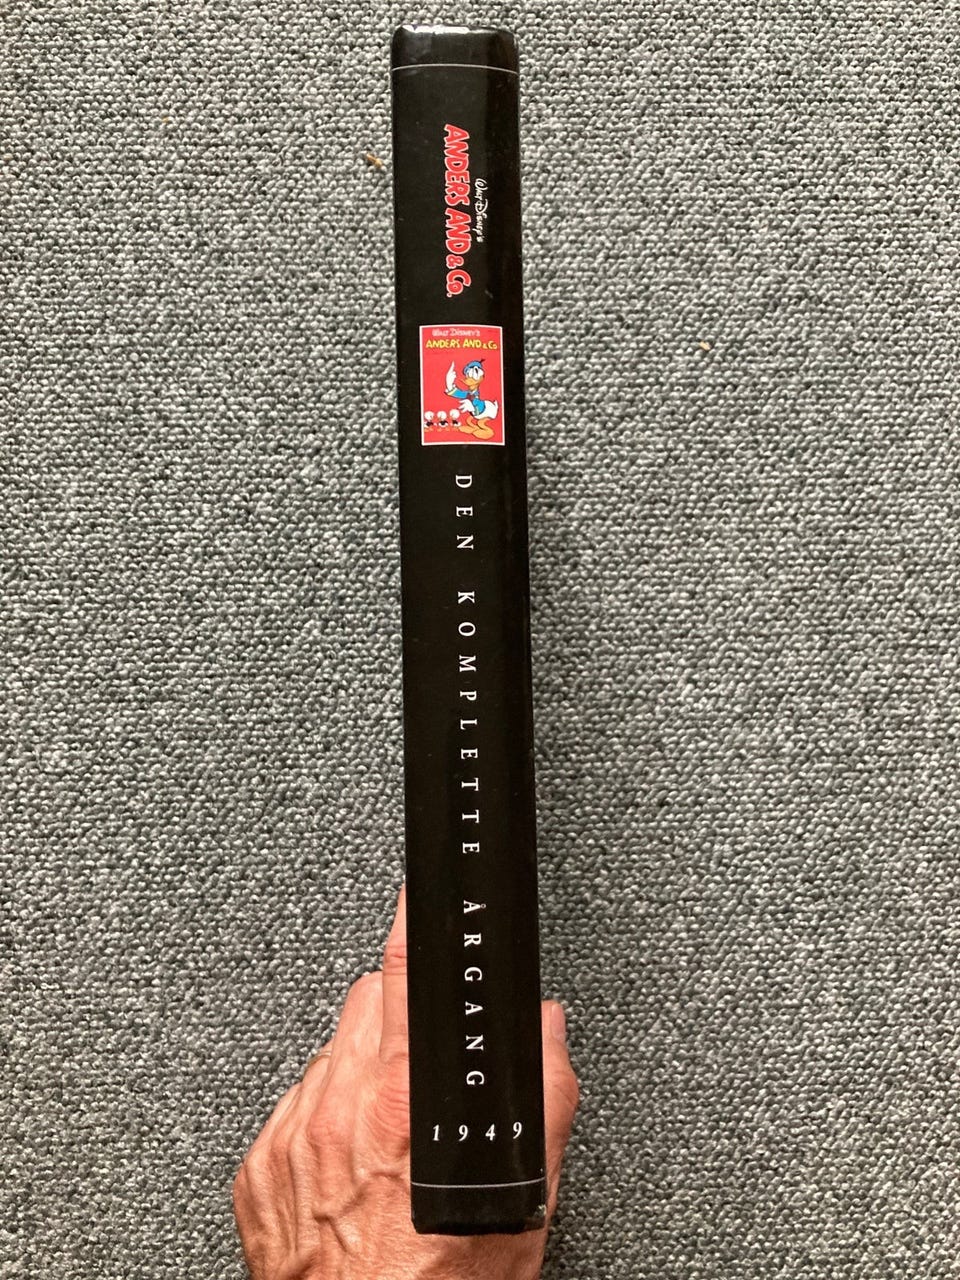 Walt Disney's
ANDERS AND & Co.
WALT DISNEY'S
ANDERS AND & Co
DEN KOMPLETTE ÅRGANG
1949